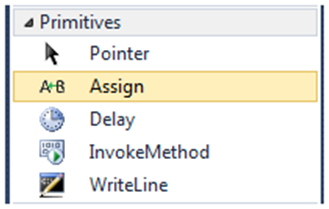 Primitives
Pointer
A←B Assign
Delay
InvokeMethod
WriteLine